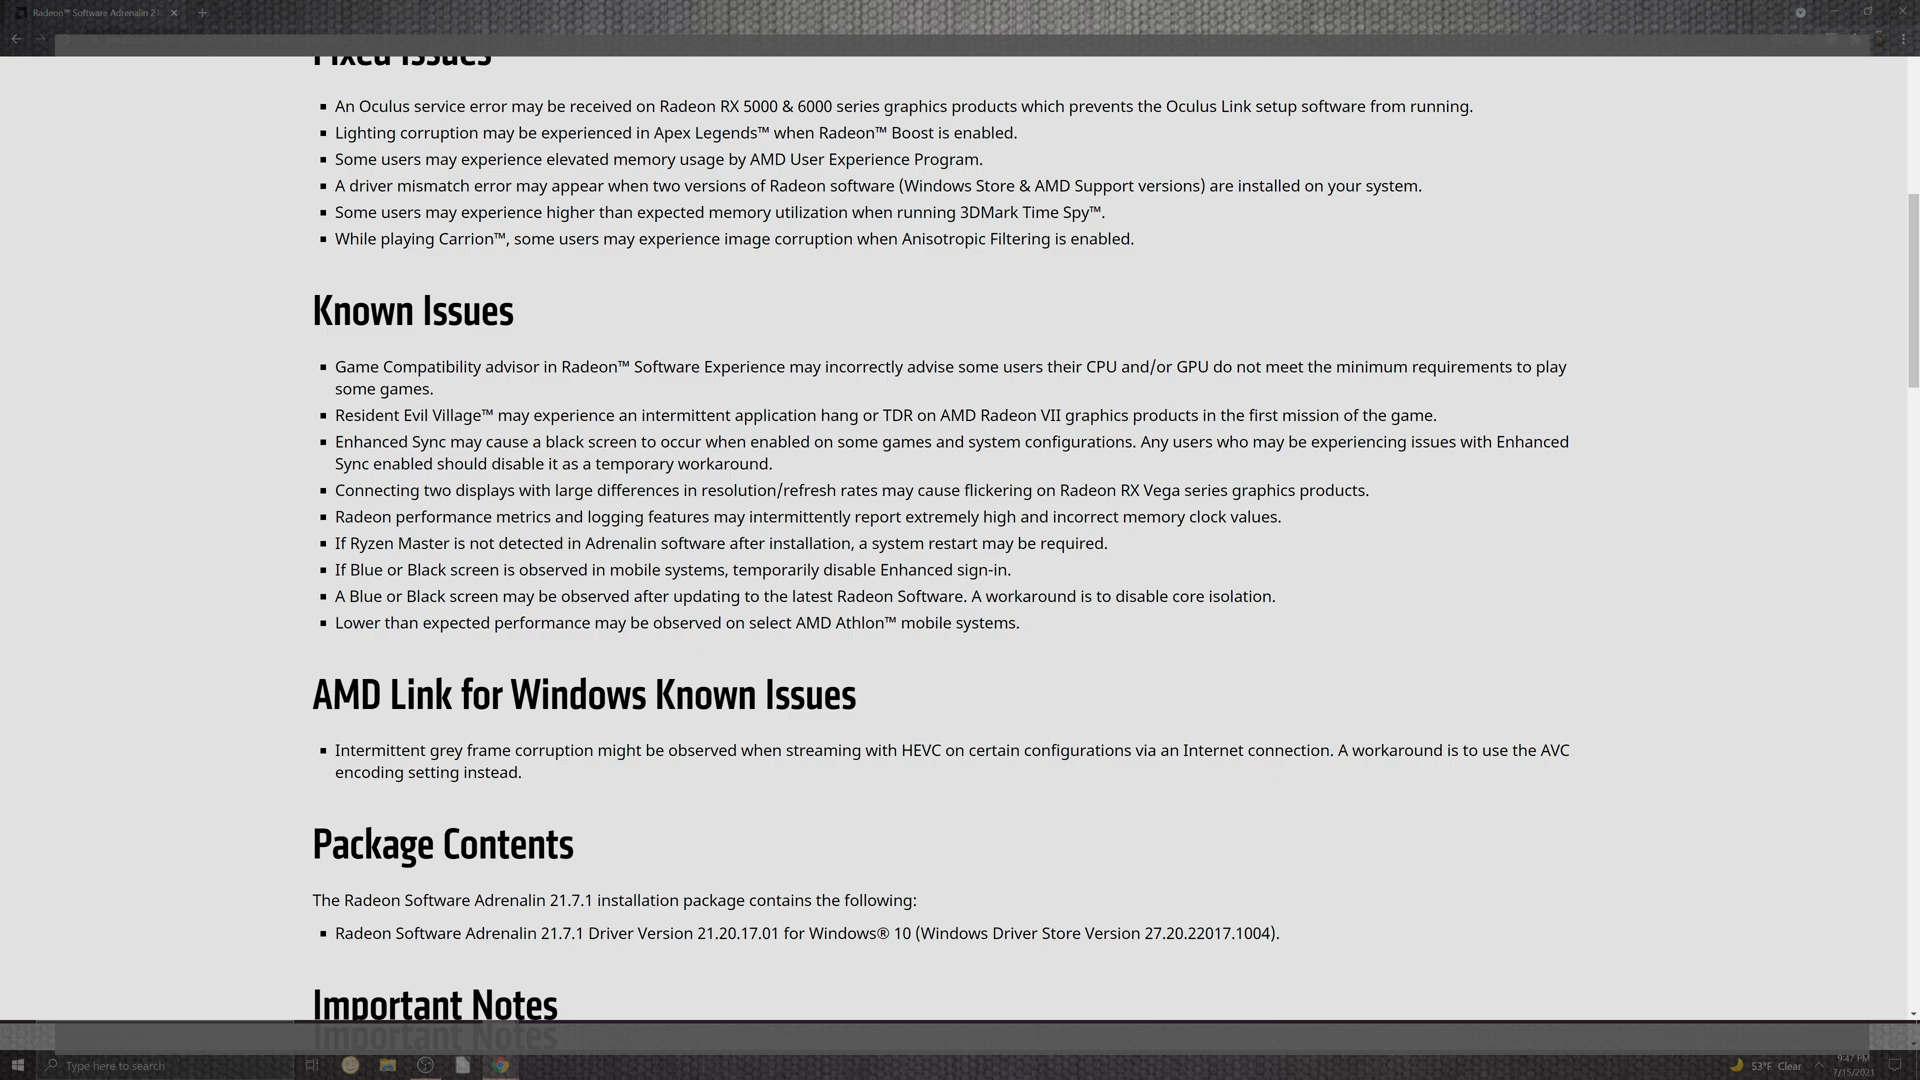 Radeon™ Software Adrenalin 21.
Fixed Issues
▪ An Oculus service error may be received on Radeon RX 5000 & 6000 series graphics products which prevents the Oculus Link setup software from running.
▪ Lighting corruption may be experienced in Apex Legends™ when Radeon™ Boost is enabled.
▪ Some users may experience elevated memory usage by AMD User Experience Program.
▪ A driver mismatch error may appear when two versions of Radeon software (Windows Store & AMD Support versions) are installed on your system.
▪ Some users may experience higher than expected memory utilization when running 3DMark Time Spy™.
▪ While playing Carrion™, some users may experience image corruption when Anisotropic Filtering is enabled.
Known Issues
▪ Game Compatibility advisor in Radeon™ Software Experience may incorrectly advise some users their CPU and/or GPU do not meet the minimum requirements to play
some games.
▪ Resident Evil Village™ may experience an intermittent application hang or TDR on AMD Radeon VII graphics products in the first mission of the game.
▪ Enhanced Sync may cause a black screen to occur when enabled on some games and system configurations. Any users who may be experiencing issues with Enhanced
Sync enabled should disable it as a temporary workaround.
▪ Connecting two displays with large differences in resolution/refresh rates may cause flickering on Radeon RX Vega series graphics products.
▪ Radeon performance metrics and logging features may intermittently report extremely high and incorrect memory clock values.
▪ If Ryzen Master is not detected in Adrenalin software after installation, a system restart may be required.
▪ If Blue or Black screen is observed in mobile systems, temporarily disable Enhanced sign-in.
▪ A Blue or Black screen may be observed after updating to the latest Radeon Software. A workaround is to disable core isolation.
▪ Lower than expected performance may be observed on select AMD Athlon™ mobile systems.
AMD Link for Windows Known Issues
▪ Intermittent grey frame corruption might be observed when streaming with HEVC on certain configurations via an Internet connection. A workaround is to use the AVC
encoding setting instead.
Package Contents
The Radeon Software Adrenalin 21.7.1 installation package contains the following:
▪ Radeon Software Adrenalin 21.7.1 Driver Version 21.20.17.01 for Windows® 10 (Windows Driver Store Version 27.20.22017.1004).
Important Notes
Important Notes
Type here to search
53°F Clear
9:47 PM
7/15/2021